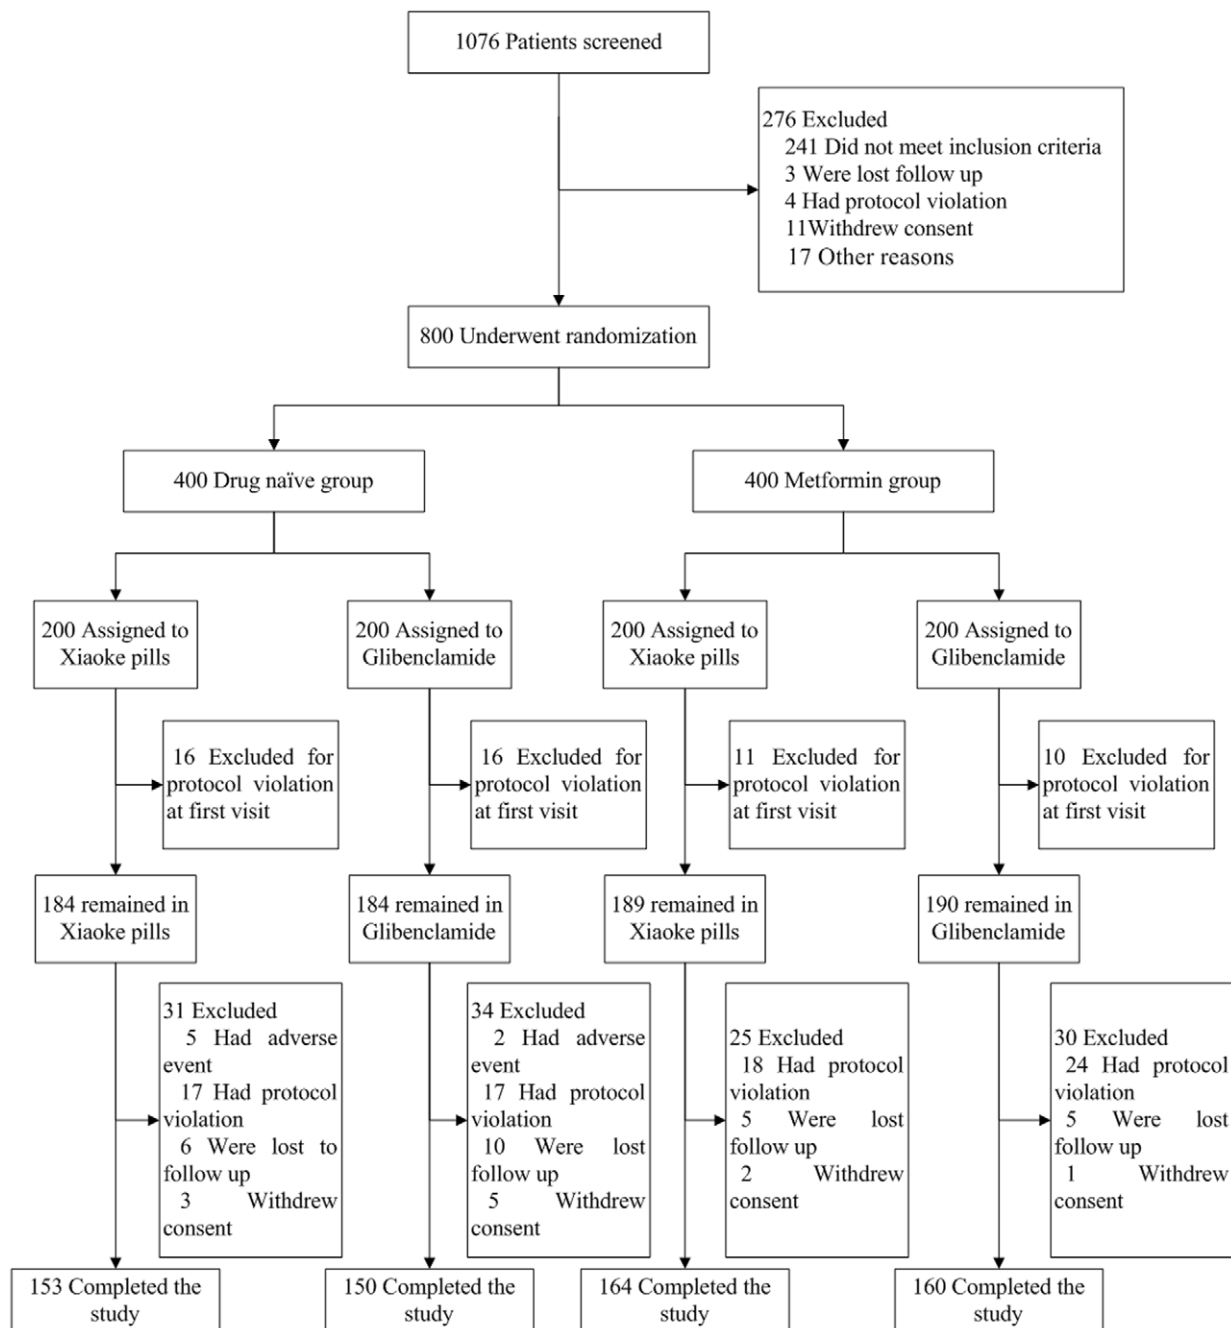 1076 Patients screened
276 Excluded
241 Did not meet inclusion criteria
3 Were lost follow up
4 Had protocol violation
11Withdrew consent
17 Other reasons
800 Underwent randomization
400 Drug naïve group
400 Metformin group
200 Assigned to
Xiaoke pills
200 Assigned to
Glibenclamide
200 Assigned to
Xiaoke pills
200 Assigned to
Glibenclamide
16 Excluded for
protocol violation
at first visit
16 Excluded for
protocol violation
at first visit
11 Excluded for
protocol violation
at first visit
10 Excluded for
protocol violation
at first visit
184 remained in
Xiaoke pills
184 remained in
Glibenclamide
189 remained in
Xiaoke pills
190 remained in
Glibenclamide
31 Excluded
5 Had adverse
event
17 Had protocol
violation
6 Were lost to
follow up
3 Withdrew
consent
34 Excluded
2 Had adverse
event
17 Had protocol
violation
10 Were lost
follow up
5 Withdrew
consent
25 Excluded
18 Had protocol
violation
5 Were lost
follow up
2 Withdrew
consent
30 Excluded
24 Had protocol
violation
5 Were lost
follow up
1 Withdrew
consent
153 Completed the
study
150 Completed the
study
164 Completed the
study
160 Completed the
study